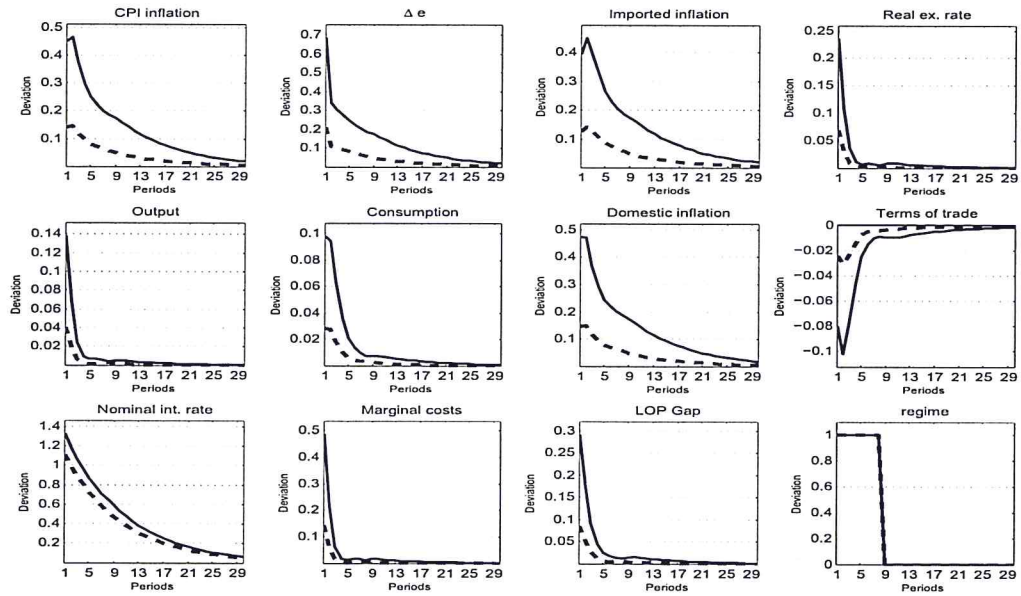 CPI inflation
Δ e
Imported inflation
Real ex. rate
Deviation
0.5
0.4
0.3
0.2
0.1
1 5 9 13 17 21 25 29
Periods
Deviation
0.7
0.6
0.5
0.4
0.3
0.2
0.1
1 5 9 13 17 21 25 29
Periods
Deviation
0.4
0.3
0.2
0.1
1 5 9 13 17 21 25 29
Periods
Deviation
0.25
0.2
0.15
0.1
0.05
1 5 9 13 17 21 25 29
Periods
Output
Consumption
Domestic inflation
Terms of trade
Deviation
0.14
0.12
0.1
0.08
0.06
0.04
0.02
1 5 9 13 17 21 25 29
Periods
Deviation
0.1
0.08
0.06
0.04
0.02
1 5 9 13 17 21 25 29
Periods
Deviation
0.5
0.4
0.3
0.2
0.1
1 5 9 13 17 21 25 29
Periods
Deviation
0
−0.02
−0.04
−0.06
−0.08
−0.1
1 5 9 13 17 21 25 29
Periods
Nominal int. rate
Marginal costs
LOP Gap
regime
Deviation
1.4
1.2
1
0.8
0.6
0.4
0.2
1 5 9 13 17 21 25 29
Periods
Deviation
0.5
0.4
0.3
0.2
0.1
1 5 9 13 17 21 25 29
Periods
Deviation
0.3
0.25
0.2
0.15
0.1
0.05
1 5 9 13 17 21 25 29
Periods
Deviation
1
0.8
0.6
0.4
0.2
0
1 5 9 13 17 21 25 29
Periods